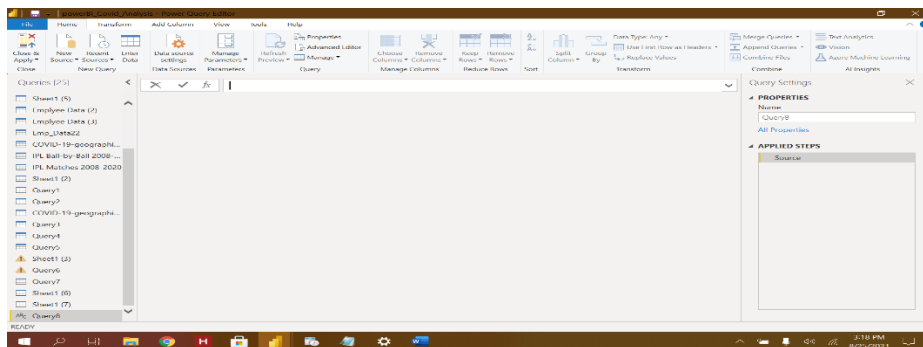 powerBI_Covid_Analysis - Power Query Editor
File Home Transform Add Column View Tools Help
Close & Apply
New Source
Recent Sources
Enter Data
Data source settings
Manage Parameters
Refresh Preview
Properties
Advanced Editor
Manage
Choose Columns
Remove Columns
Keep Rows
Remove Rows
Split Column
Group By
Data Type: Any
Use First Row as Headers
Replace Values
Merge Queries
Append Queries
Combine Files
Text Analytics
Vision
Azure Machine Learning
Close
New Query
Data Sources
Parameters
Query
Manage Columns
Reduce Rows
Sort
Transform
Combine
AI Insights
Queries [25]
fx
Sheet1 (5)
Emplyee Data (2)
Emplyee Data (3)
Emp_Data22
COVID-19-geographi...
IPL Ball-by-Ball 2008-...
IPL Matches 2008-2020
Sheet1 (2)
Query1
Query2
COVID-19-geographi...
Query3
Query4
Query5
Sheet1 (3)
Query6
Query7
Sheet1 (6)
Sheet1 (7)
Query8
Query Settings
PROPERTIES
Name
Query8
All Properties
APPLIED STEPS
Source
READY
3:18 PM
8/25/2021